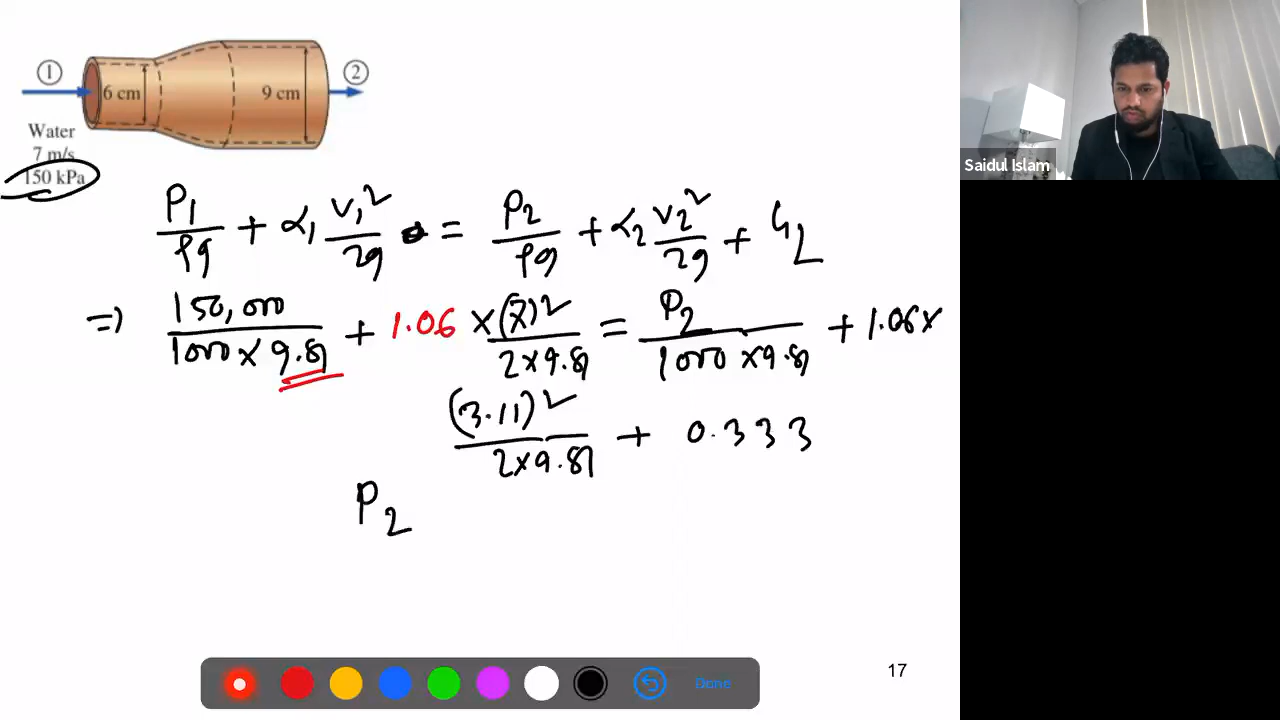 ① ②
6 cm 9 cm
Water
7 m/s
150 kPa
Saidul Islam
P₁/ρg + α₁ V₁²/2g = P₂/ρg + α₂ V₂²/2g + h_L
⇒ 150,000/1000 × 9.81 + 1.06 × (7)²/2 × 9.81 = P₂/1000 × 9.81 + 1.06 ×
(3.11)²/2 × 9.81 + 0.333
P₂
17
Done